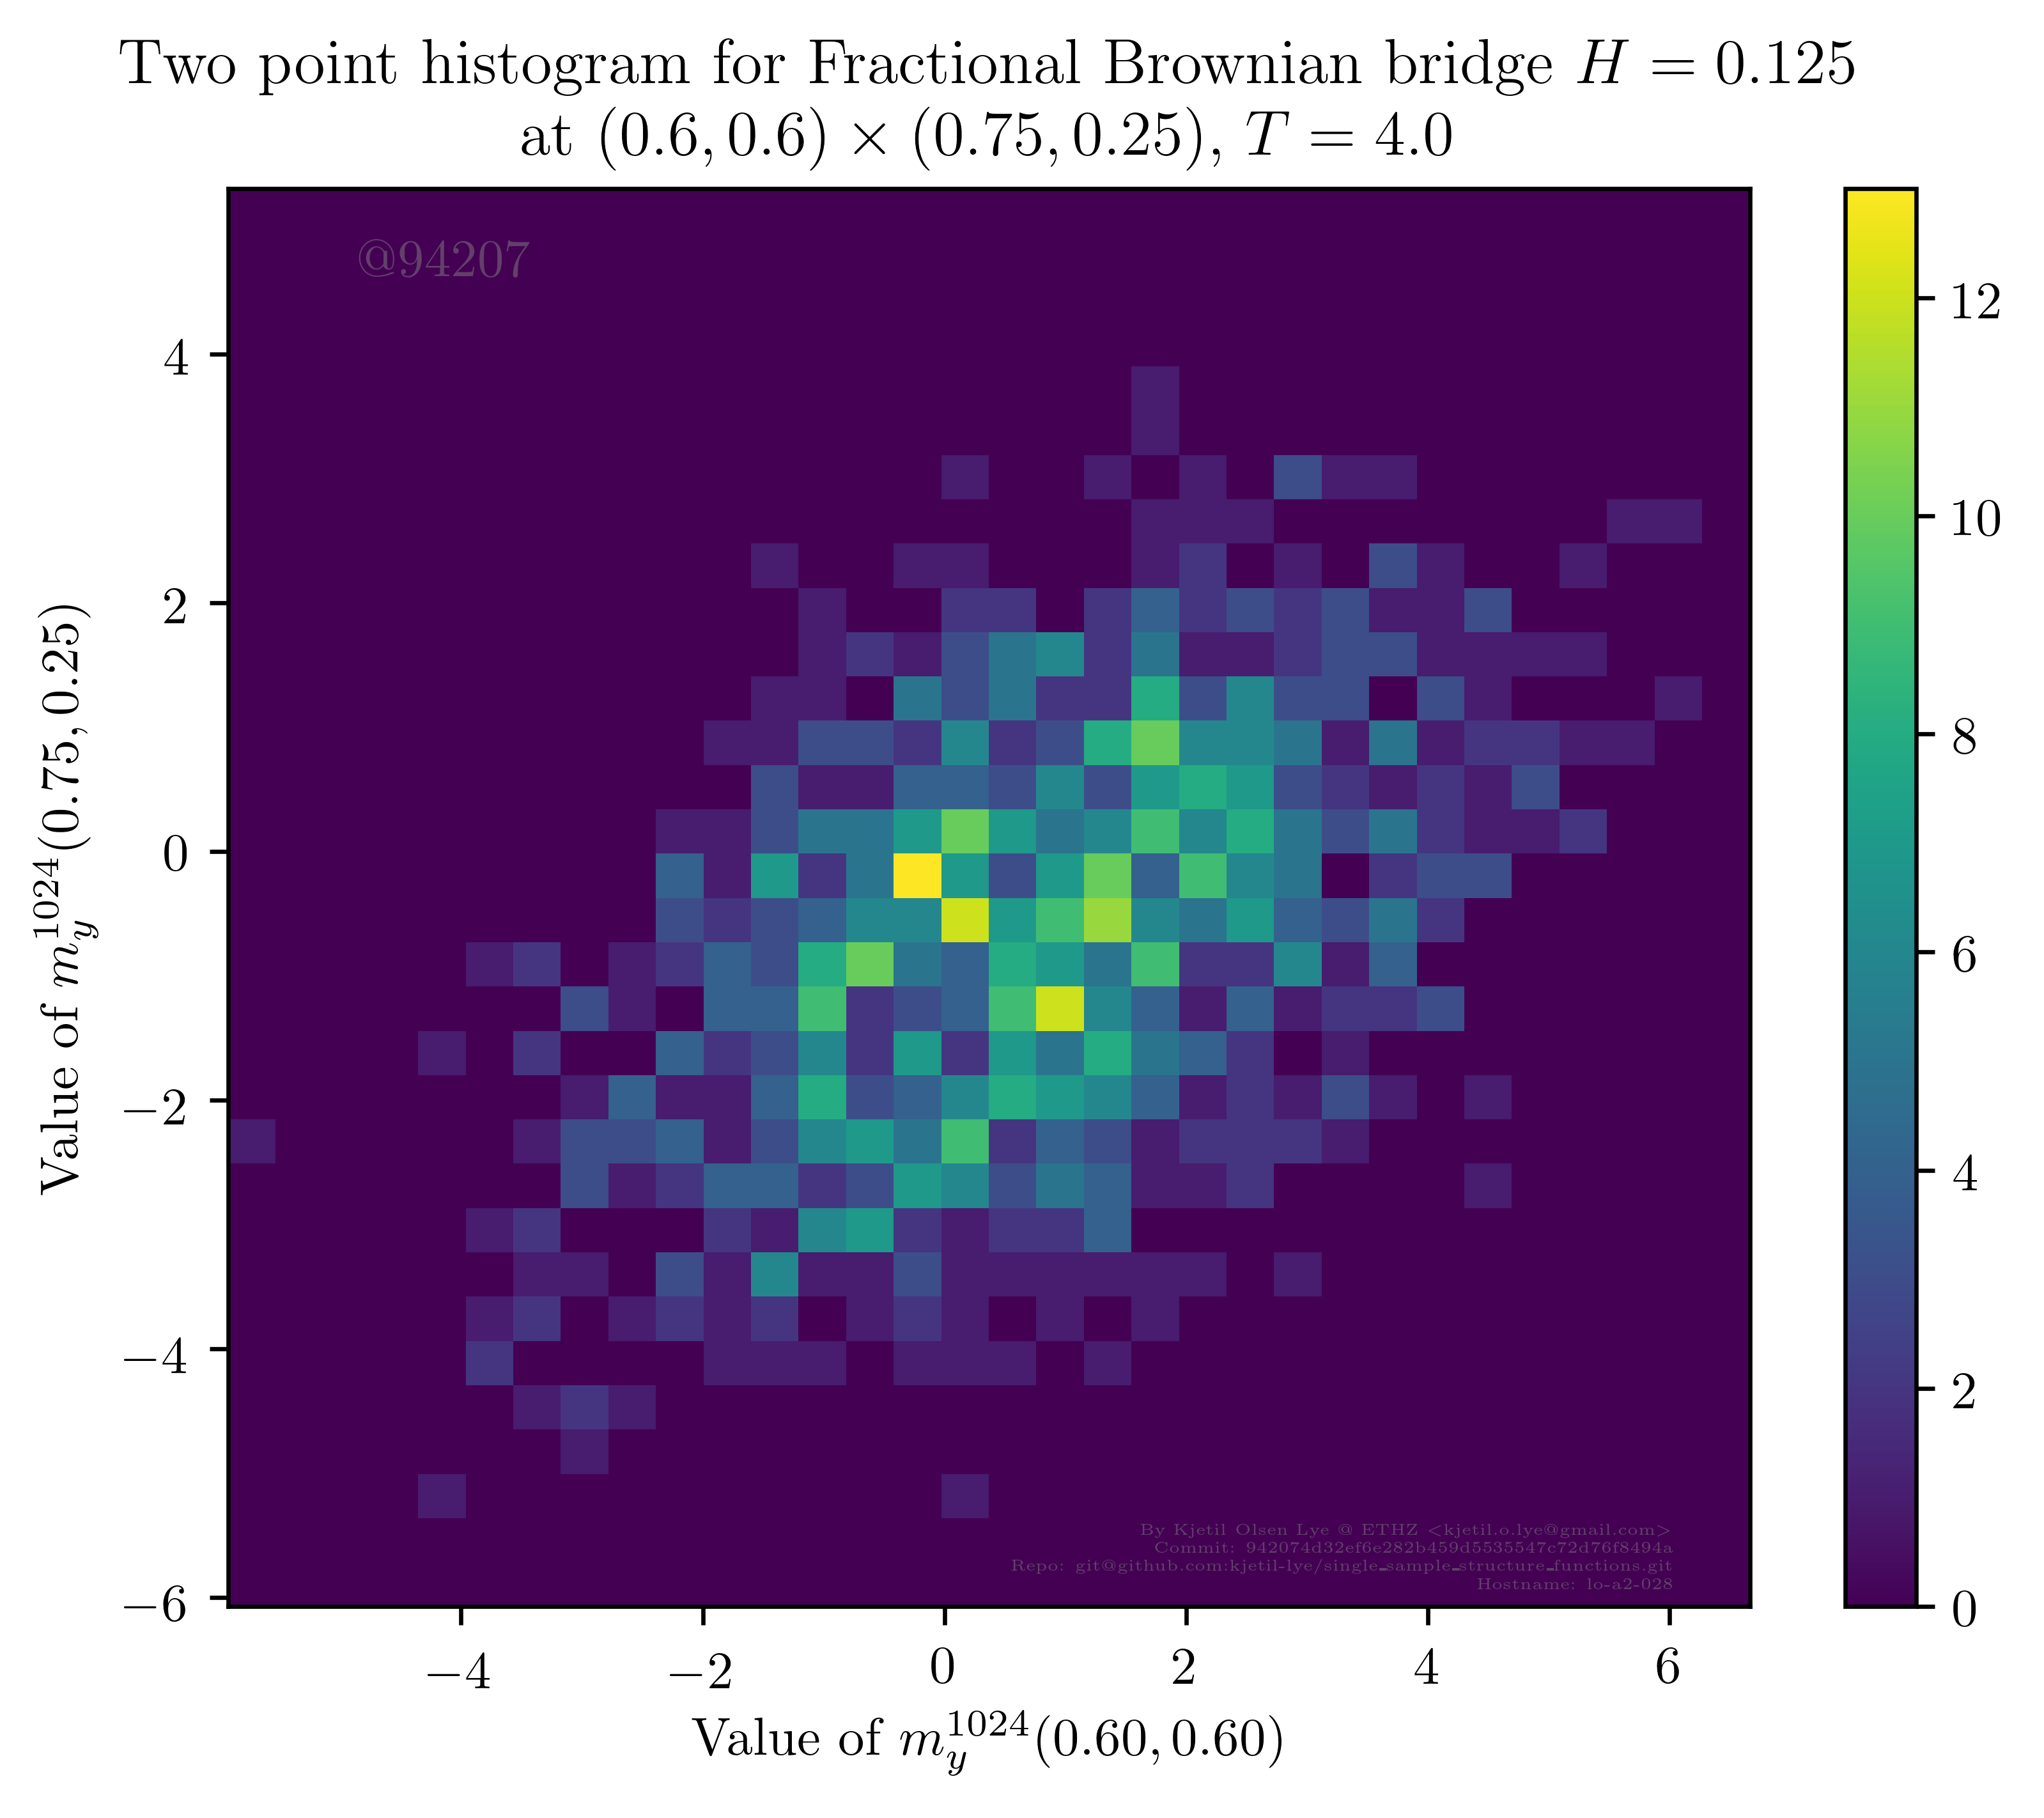 Two point histogram for Fractional Brownian bridge H = 0.125
at (0.6, 0.6) × (0.75, 0.25), T = 4.0
@94207
4
2
0
−2
−4
−6
Value of m_y^1024(0.75, 0.25)
−4
−2
0
2
4
6
Value of m_y^1024(0.60, 0.60)
12
10
8
6
4
2
0
By Kjetil Olsen Lye @ ETHZ <kjetil.o.lye@gmail.com>
Commit: 942074d32ef6e282b459d5535547c72d76f8494a
Repo: git@github.com:kjetil-lye/single_sample_structure_functions.git
Hostname: lo-a2-028